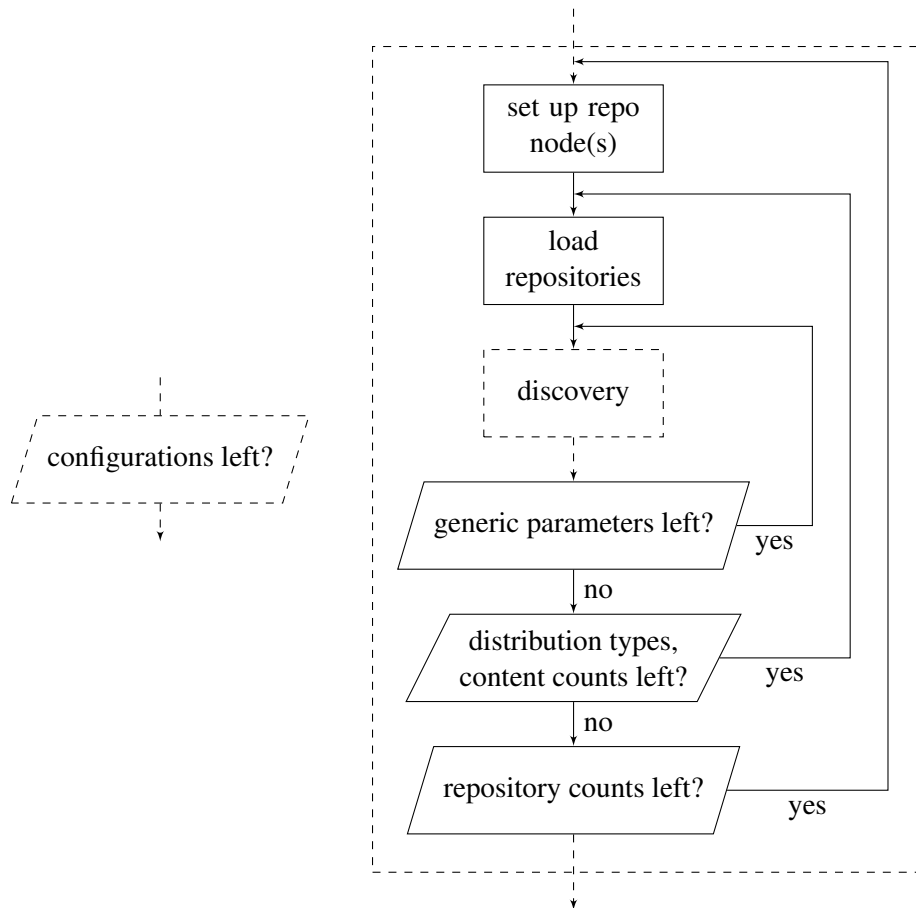 set up repo
node(s)
load
repositories
discovery
configurations left?
generic parameters left?
yes
no
distribution types,
content counts left?
yes
no
repository counts left?
yes